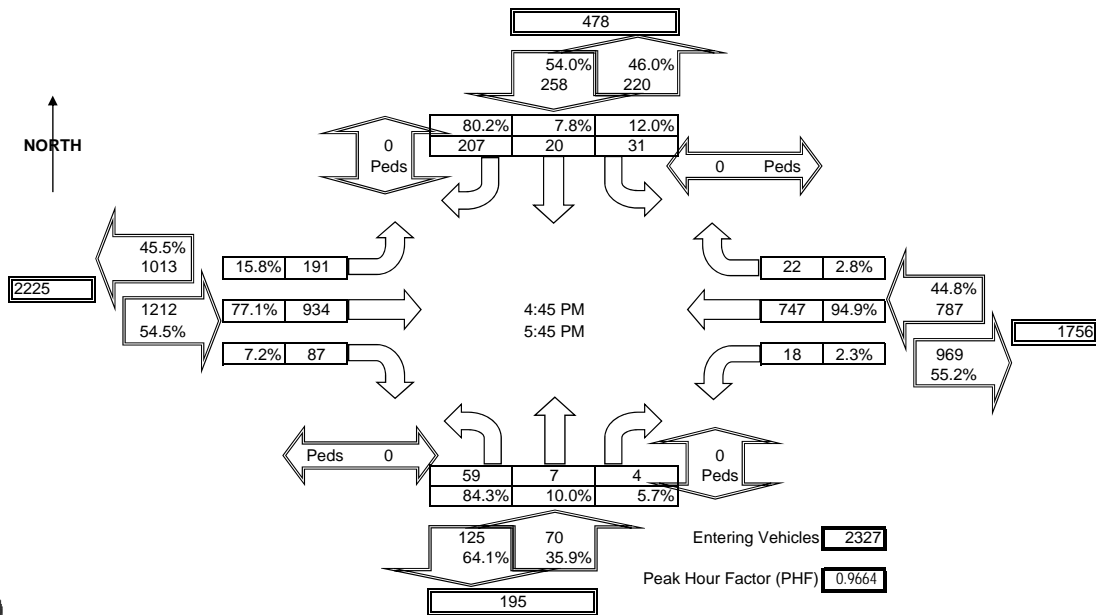 478
54.0% 46.0%
258 220
80.2% 7.8% 12.0%
207 20 31
NORTH
0
Peds
0 Peds
45.5%
1013
2225
1212
54.5%
15.8% 191
77.1% 934
7.2% 87
4:45 PM
5:45 PM
22 2.8%
747 94.9%
18 2.3%
44.8%
787
1756
969
55.2%
Peds 0
0
Peds
59 7 4
84.3% 10.0% 5.7%
125 70
64.1% 35.9%
195
Entering Vehicles 2327
Peak Hour Factor (PHF) 0.9664